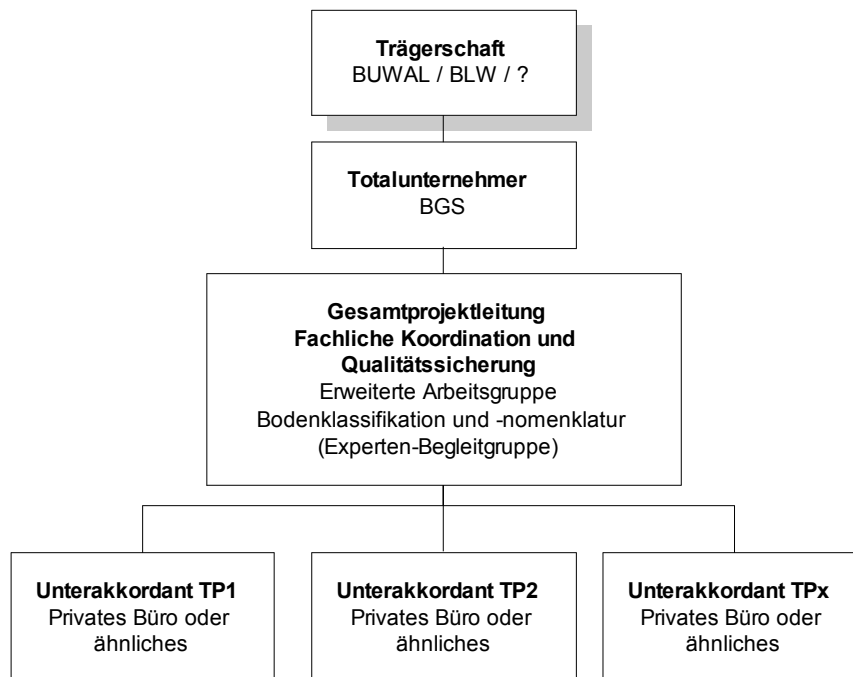 Trägerschaft
BUWAL / BLW / ?
Totalunternehmer
BGS
Gesamtprojektleitung
Fachliche Koordination und
Qualitätssicherung
Erweiterte Arbeitsgruppe
Bodenklassifikation und -nomenklatur
(Experten-Begleitgruppe)
Unterakkordant TP1
Privates Büro oder
ähnliches
Unterakkordant TP2
Privates Büro oder
ähnliches
Unterakkordant TPx
Privates Büro oder
ähnliches